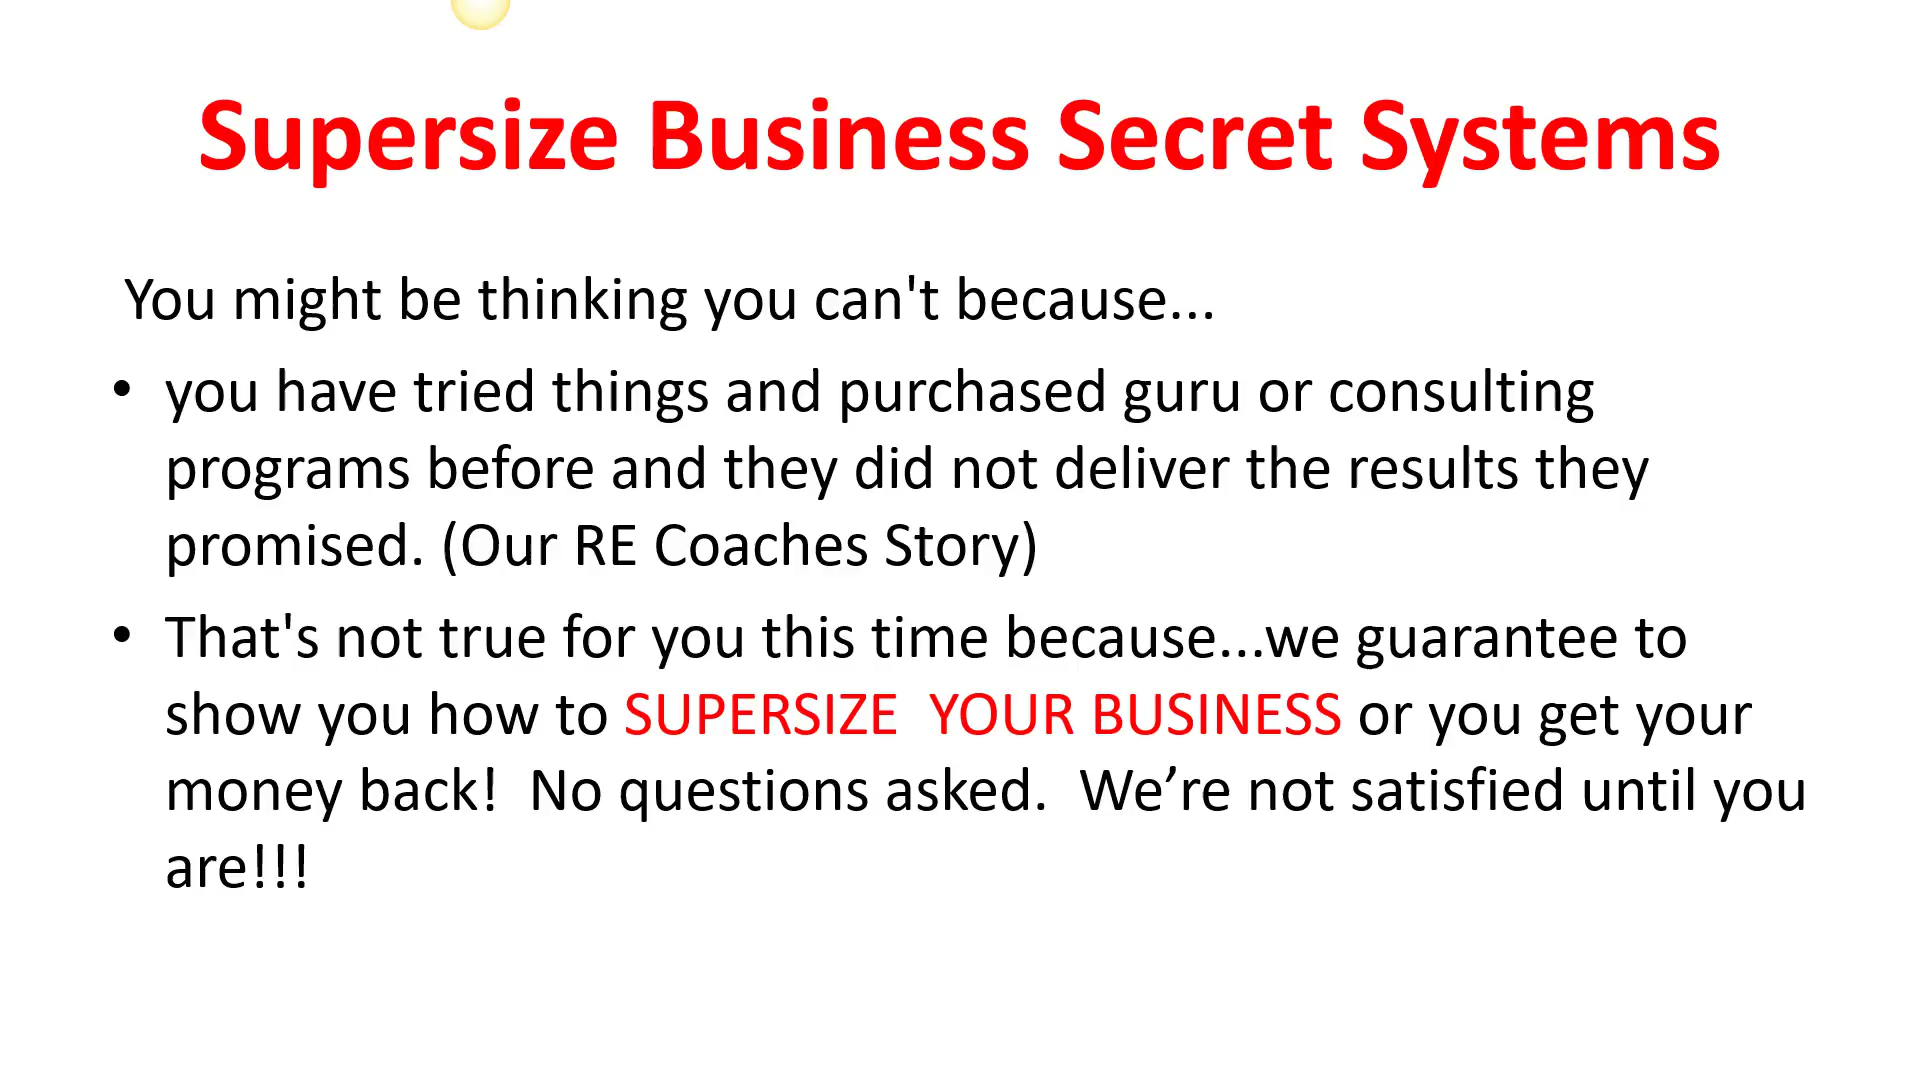 Supersize Business Secret Systems
You might be thinking you can't because...
• you have tried things and purchased guru or consulting
programs before and they did not deliver the results they
promised. (Our RE Coaches Story)
• That's not true for you this time because...we guarantee to
show you how to SUPERSIZE  YOUR BUSINESS or you get your
money back!  No questions asked.  We’re not satisfied until you
are!!!